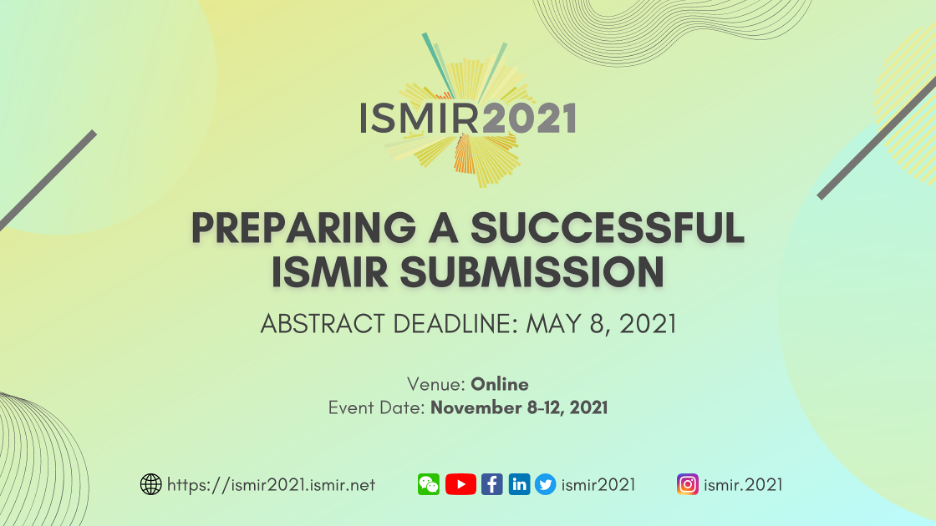 ISMIR2021
PREPARING A SUCCESSFUL
ISMIR SUBMISSION
ABSTRACT DEADLINE: MAY 8, 2021
Venue: Online
Event Date: November 8-12, 2021
https://ismir2021.ismir.net ismir2021 ismir.2021